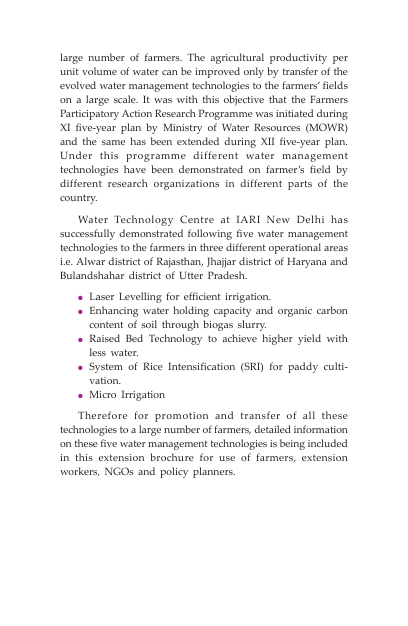 large number of farmers. The agricultural productivity per
unit volume of water can be improved only by transfer of the
evolved water management technologies to the farmers’ fields
on a large scale. It was with this objective that the Farmers
Participatory Action Research Programme was initiated during
XI five-year plan by Ministry of Water Resources (MOWR)
and the same has been extended during XII five-year plan.
Under this programme different water management
technologies have been demonstrated on farmer’s field by
different research organizations in different parts of the
country.
Water Technology Centre at IARI New Delhi has
successfully demonstrated following five water management
technologies to the farmers in three different operational areas
i.e. Alwar district of Rajasthan, Jhajjar district of Haryana and
Bulandshahar district of Utter Pradesh.
● Laser Levelling for efficient irrigation.
● Enhancing water holding capacity and organic carbon
content of soil through biogas slurry.
● Raised Bed Technology to achieve higher yield with
less water.
● System of Rice Intensification (SRI) for paddy culti-
vation.
● Micro Irrigation
Therefore for promotion and transfer of all these
technologies to a large number of farmers, detailed information
on these five water management technologies is being included
in this extension brochure for use of farmers, extension
workers, NGOs and policy planners.